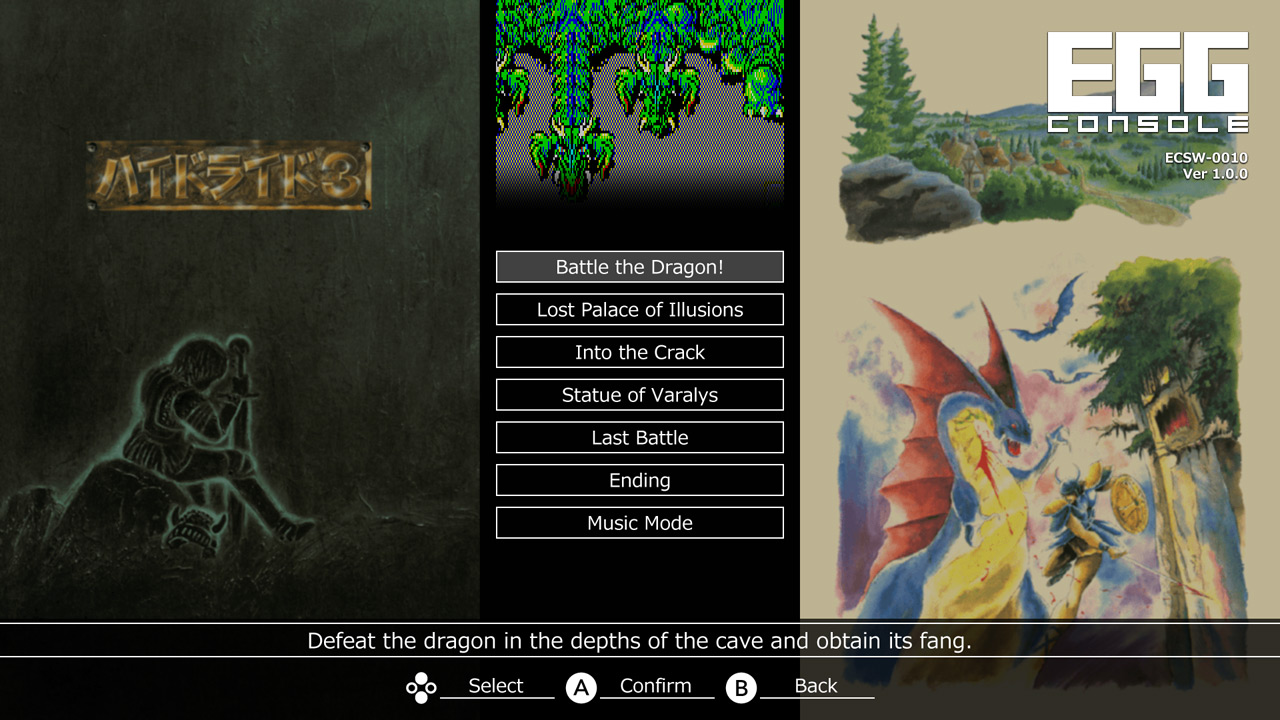 ハイドライド3
EGG
CONSOLE
ECSW-0010
Ver 1.0.0
Battle the Dragon!
Lost Palace of Illusions
Into the Crack
Statue of Varalys
Last Battle
Ending
Music Mode
Defeat the dragon in the depths of the cave and obtain its fang.
Select
A Confirm
B Back